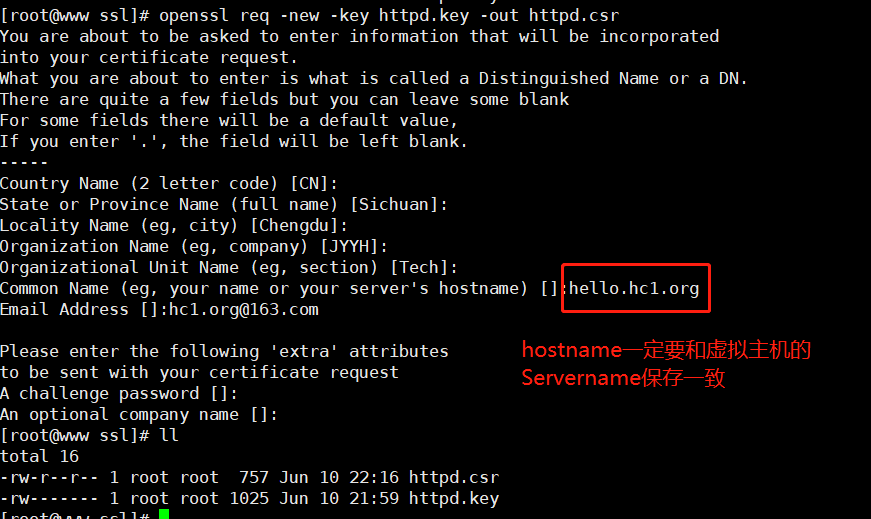 [root@www ssl]# openssl req -new -key httpd.key -out httpd.csr
You are about to be asked to enter information that will be incorporated
into your certificate request.
What you are about to enter is what is called a Distinguished Name or a DN.
There are quite a few fields but you can leave some blank
For some fields there will be a default value,
If you enter '.', the field will be left blank.
-----
Country Name (2 letter code) [CN]:
State or Province Name (full name) [Sichuan]:
Locality Name (eg, city) [Chengdu]:
Organization Name (eg, company) [JYYH]:
Organizational Unit Name (eg, section) [Tech]:
Common Name (eg, your name or your server's hostname) []:hello.hc1.org
Email Address []:hc1.org@163.com
Please enter the following 'extra' attributes
to be sent with your certificate request
A challenge password []:
An optional company name []:
hostname一定要和虚拟主机的
Servername保存一致
[root@www ssl]# ll
total 16
-rw-r--r-- 1 root root  757 Jun 10 22:16 httpd.csr
-rw------- 1 root root 1025 Jun 10 21:59 httpd.key
[root@www ssl]#